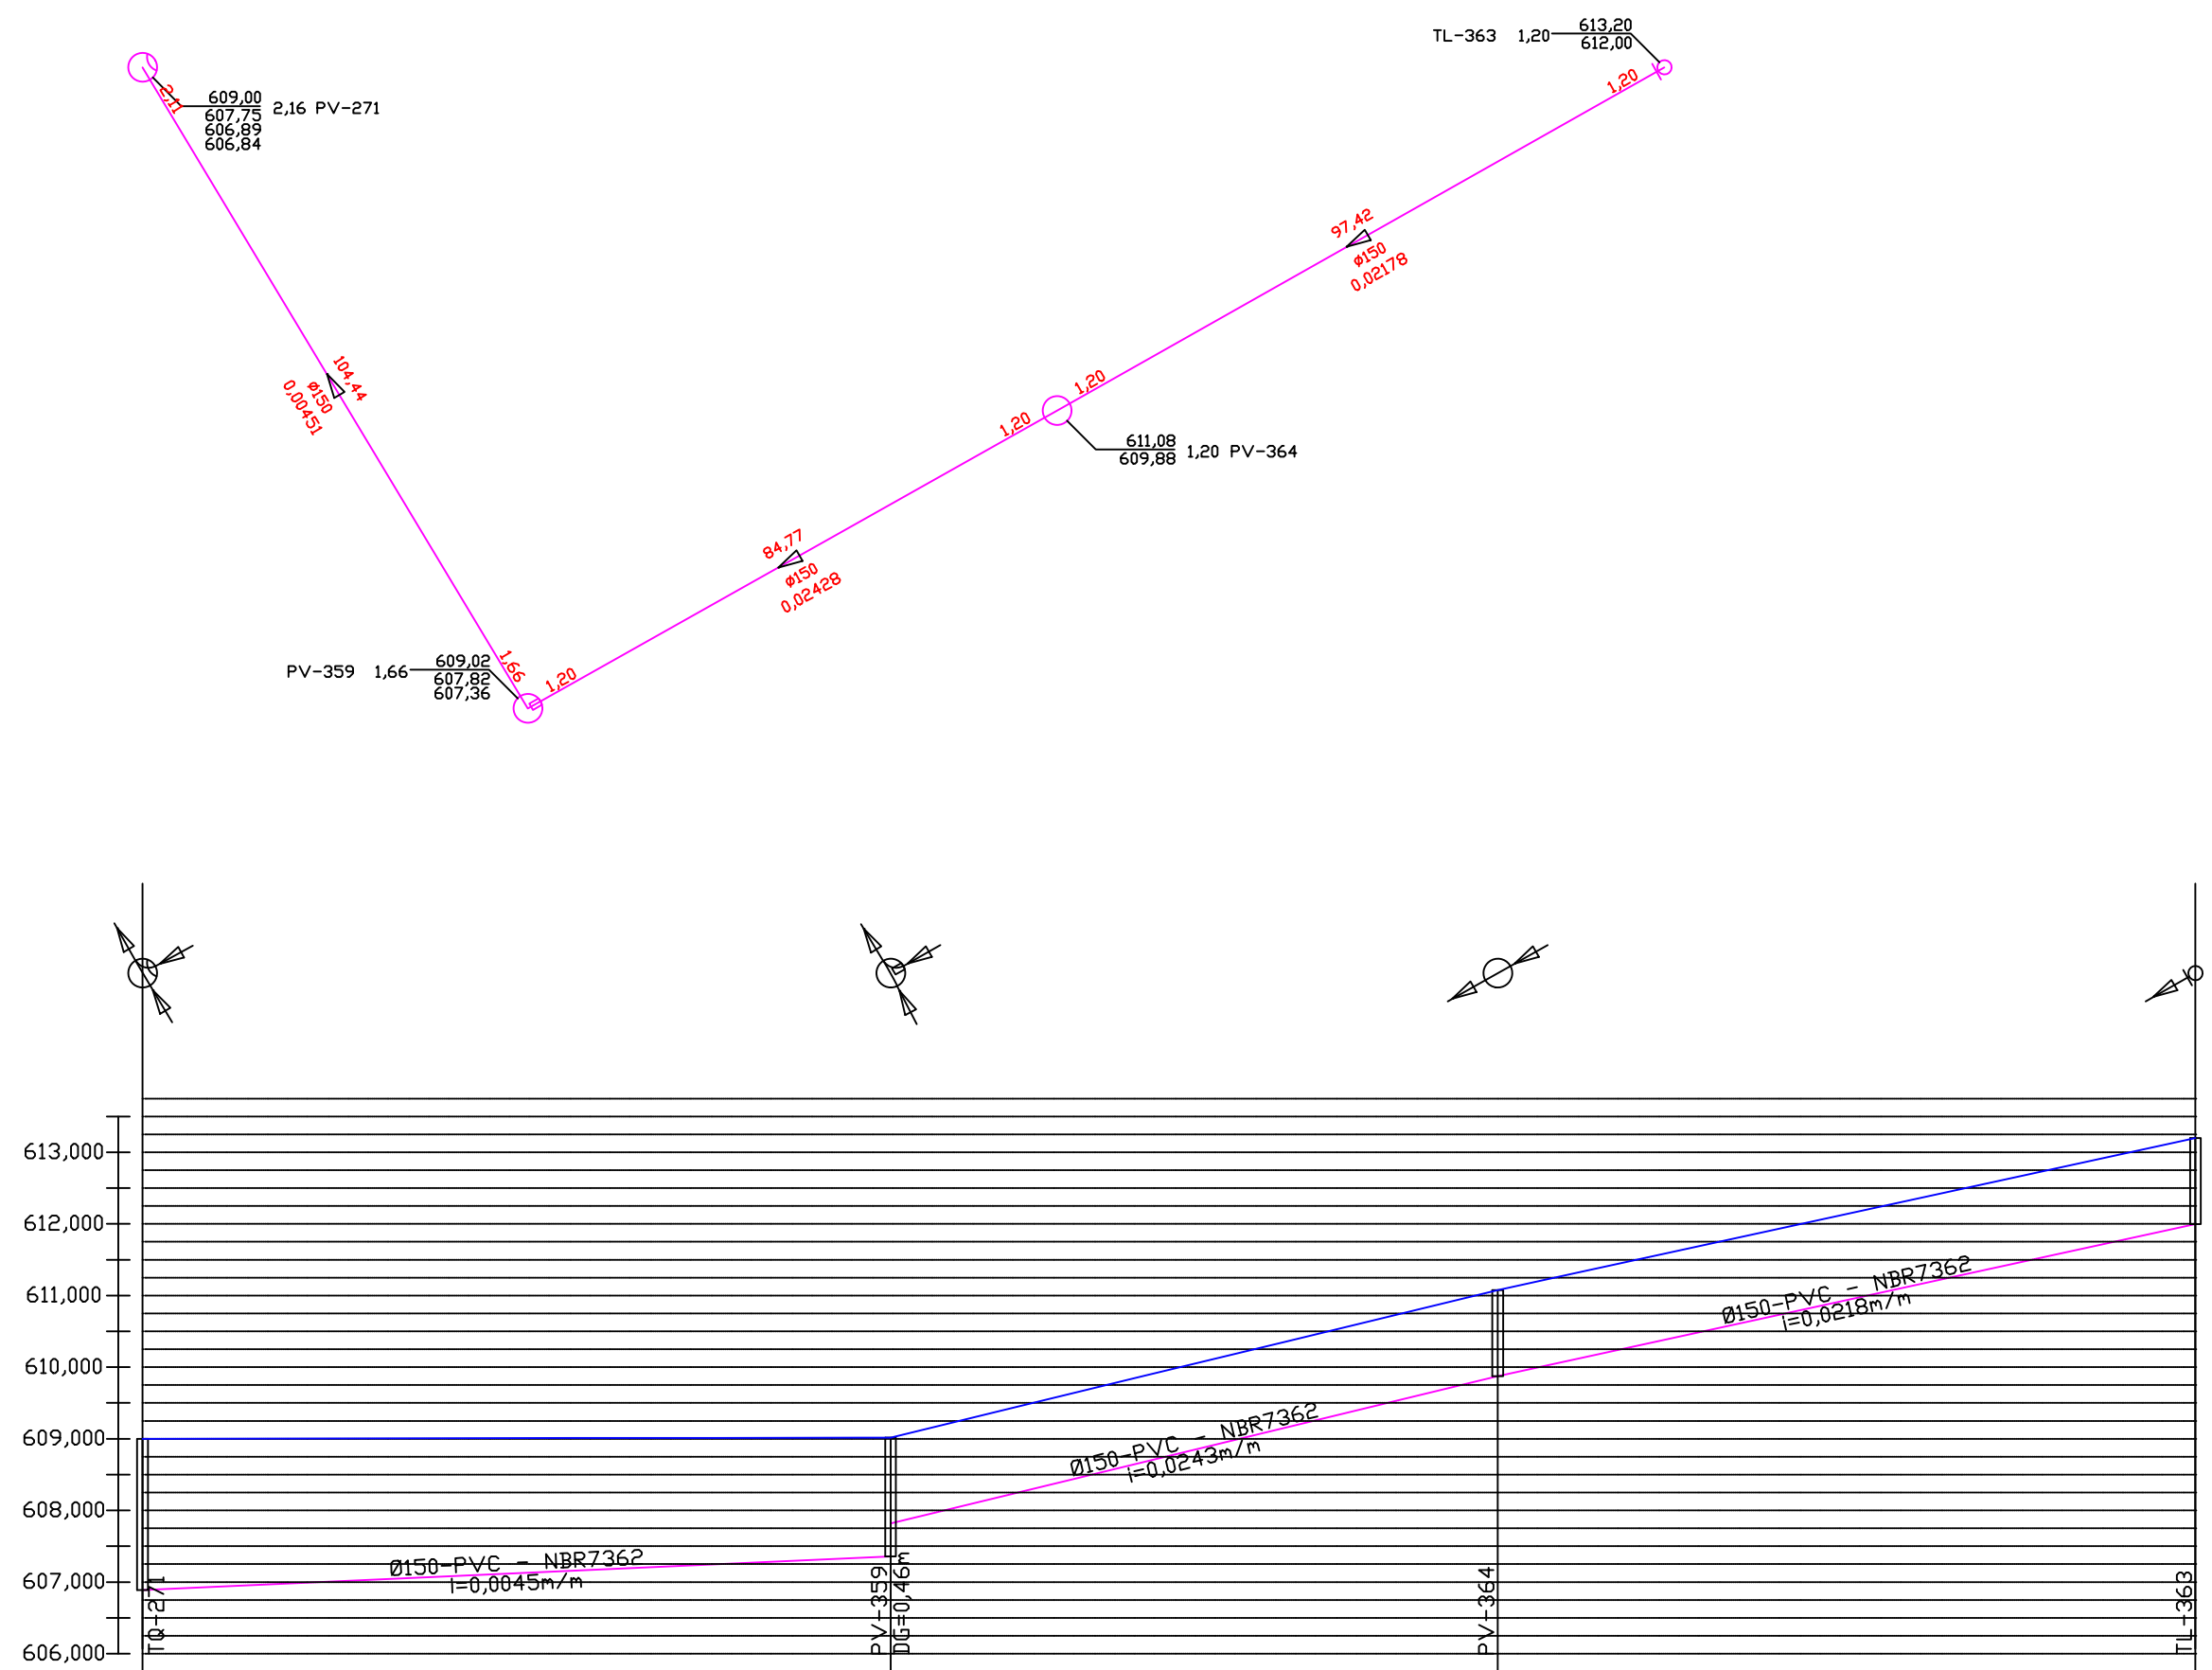 TL-363 1,20 613,20
612,00
1,20
2,11
609,00
607,75
606,89
606,84
2,16 PV-271
97,42
ø150
0,02178
104,44
ø150
0,00451
1,20
1,20
611,08
609,88
1,20 PV-364
84,77
ø150
0,02428
PV-359 1,66 609,02
607,82
607,36
1,66
1,20
613,000
612,000
611,000
610,000
609,000
608,000
607,000
606,000
Ø150-PVC - NBR7362
i=0,0045m/m
Ø150-PVC - NBR7362
i=0,0243m/m
Ø150-PVC - NBR7362
i=0,0218m/m
TQ-271
PV-359
DG=0,46m
PV-364
TL-363